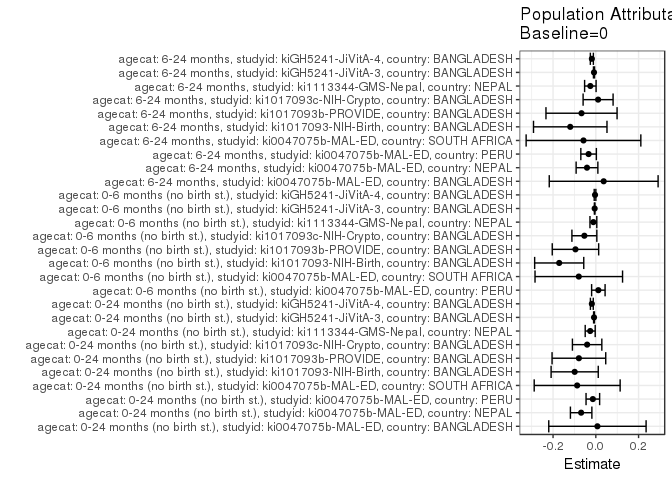 Population Attributa
Baseline=0
agecat: 6-24 months, studyid: kiGH5241-JiVitA-4, country: BANGLADESH
agecat: 6-24 months, studyid: kiGH5241-JiVitA-3, country: BANGLADESH
agecat: 6-24 months, studyid: ki1113344-GMS-Nepal, country: NEPAL
agecat: 6-24 months, studyid: ki1017093c-NIH-Crypto, country: BANGLADESH
agecat: 6-24 months, studyid: ki1017093b-PROVIDE, country: BANGLADESH
agecat: 6-24 months, studyid: ki1017093-NIH-Birth, country: BANGLADESH
agecat: 6-24 months, studyid: ki0047075b-MAL-ED, country: SOUTH AFRICA
agecat: 6-24 months, studyid: ki0047075b-MAL-ED, country: PERU
agecat: 6-24 months, studyid: ki0047075b-MAL-ED, country: NEPAL
agecat: 6-24 months, studyid: ki0047075b-MAL-ED, country: BANGLADESH
agecat: 0-6 months (no birth st.), studyid: kiGH5241-JiVitA-4, country: BANGLADESH
agecat: 0-6 months (no birth st.), studyid: kiGH5241-JiVitA-3, country: BANGLADESH
agecat: 0-6 months (no birth st.), studyid: ki1113344-GMS-Nepal, country: NEPAL
agecat: 0-6 months (no birth st.), studyid: ki1017093c-NIH-Crypto, country: BANGLADESH
agecat: 0-6 months (no birth st.), studyid: ki1017093b-PROVIDE, country: BANGLADESH
agecat: 0-6 months (no birth st.), studyid: ki1017093-NIH-Birth, country: BANGLADESH
agecat: 0-6 months (no birth st.), studyid: ki0047075b-MAL-ED, country: SOUTH AFRICA
agecat: 0-6 months (no birth st.), studyid: ki0047075b-MAL-ED, country: PERU
agecat: 0-24 months (no birth st.), studyid: kiGH5241-JiVitA-4, country: BANGLADESH
agecat: 0-24 months (no birth st.), studyid: kiGH5241-JiVitA-3, country: BANGLADESH
agecat: 0-24 months (no birth st.), studyid: ki1113344-GMS-Nepal, country: NEPAL
agecat: 0-24 months (no birth st.), studyid: ki1017093c-NIH-Crypto, country: BANGLADESH
agecat: 0-24 months (no birth st.), studyid: ki1017093b-PROVIDE, country: BANGLADESH
agecat: 0-24 months (no birth st.), studyid: ki1017093-NIH-Birth, country: BANGLADESH
agecat: 0-24 months (no birth st.), studyid: ki0047075b-MAL-ED, country: SOUTH AFRICA
agecat: 0-24 months (no birth st.), studyid: ki0047075b-MAL-ED, country: PERU
agecat: 0-24 months (no birth st.), studyid: ki0047075b-MAL-ED, country: NEPAL
agecat: 0-24 months (no birth st.), studyid: ki0047075b-MAL-ED, country: BANGLADESH
-0.2 0.0 0.2
Estimate